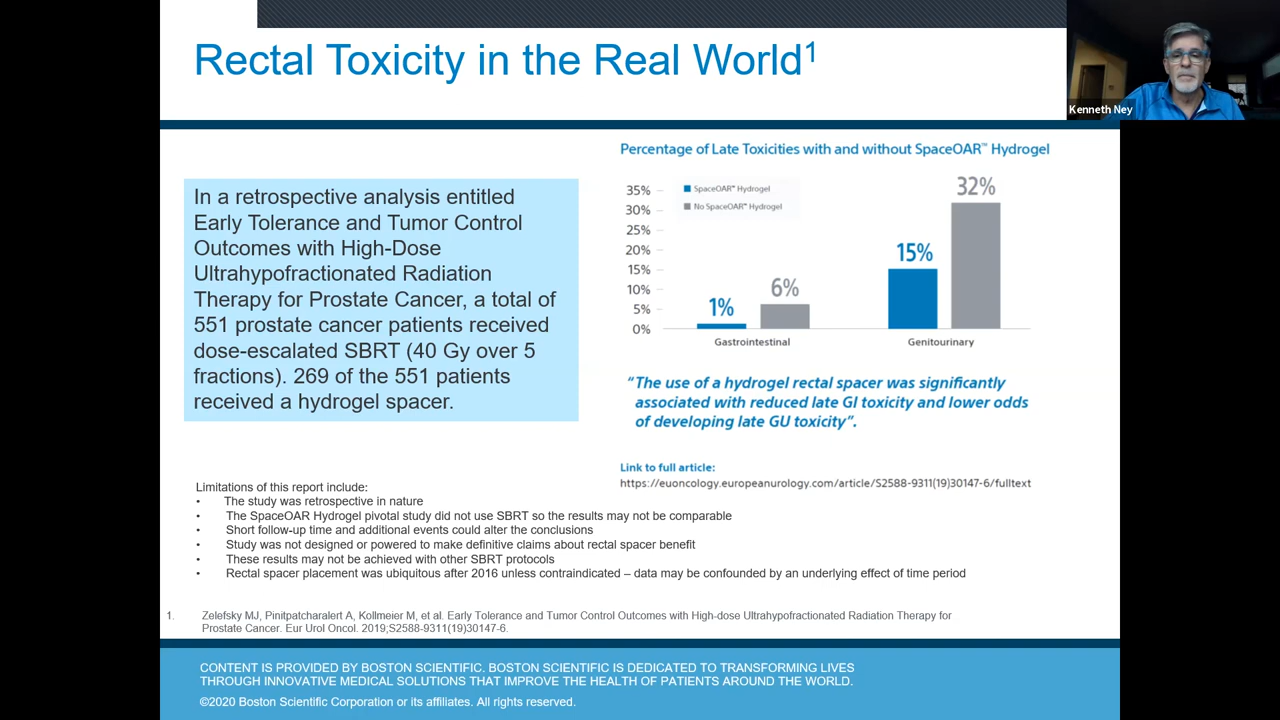 Rectal Toxicity in the Real World1
Kenneth Ney
In a retrospective analysis entitled
Early Tolerance and Tumor Control
Outcomes with High-Dose
Ultrahypofractionated Radiation
Therapy for Prostate Cancer, a total of
551 prostate cancer patients received
dose-escalated SBRT (40 Gy over 5
fractions). 269 of the 551 patients
received a hydrogel spacer.
Percentage of Late Toxicities with and without SpaceOAR™ Hydrogel
35%
30%
25%
20%
15%
10%
5%
0%
SpaceOAR™ Hydrogel
No SpaceOAR™ Hydrogel
1%
6%
15%
32%
Gastrointestinal
Genitourinary
“The use of a hydrogel rectal spacer was significantly
associated with reduced late GI toxicity and lower odds
of developing late GU toxicity”.
Link to full article:
https://euoncology.europeanurology.com/article/S2588-9311(19)30147-6/fulltext
Limitations of this report include:
• The study was retrospective in nature
• The SpaceOAR Hydrogel pivotal study did not use SBRT so the results may not be comparable
• Short follow-up time and additional events could alter the conclusions
• Study was not designed or powered to make definitive claims about rectal spacer benefit
• These results may not be achieved with other SBRT protocols
• Rectal spacer placement was ubiquitous after 2016 unless contraindicated – data may be confounded by an underlying effect of time period
1. Zelefsky MJ, Pinitpatcharalert A, Kollmeier M, et al. Early Tolerance and Tumor Control Outcomes with High-dose Ultrahypofractionated Radiation Therapy for
Prostate Cancer. Eur Urol Oncol. 2019;S2588-9311(19)30147-6.
CONTENT IS PROVIDED BY BOSTON SCIENTIFIC. BOSTON SCIENTIFIC IS DEDICATED TO TRANSFORMING LIVES
THROUGH INNOVATIVE MEDICAL SOLUTIONS THAT IMPROVE THE HEALTH OF PATIENTS AROUND THE WORLD.
©2020 Boston Scientific Corporation or its affiliates. All rights reserved.